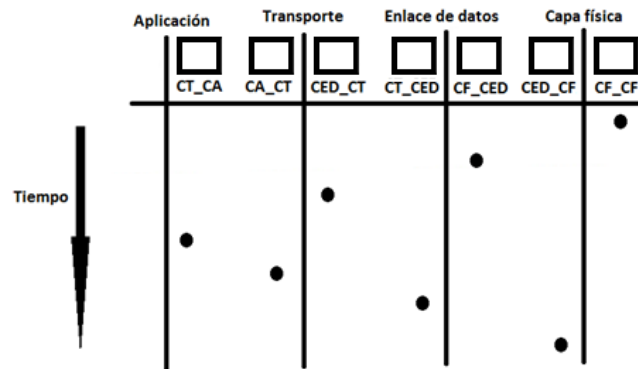 Aplicación Transporte Enlace de datos Capa física
CT_CA CA_CT CED_CT CT_CED CF_CED CED_CF CF_CF
Tiempo